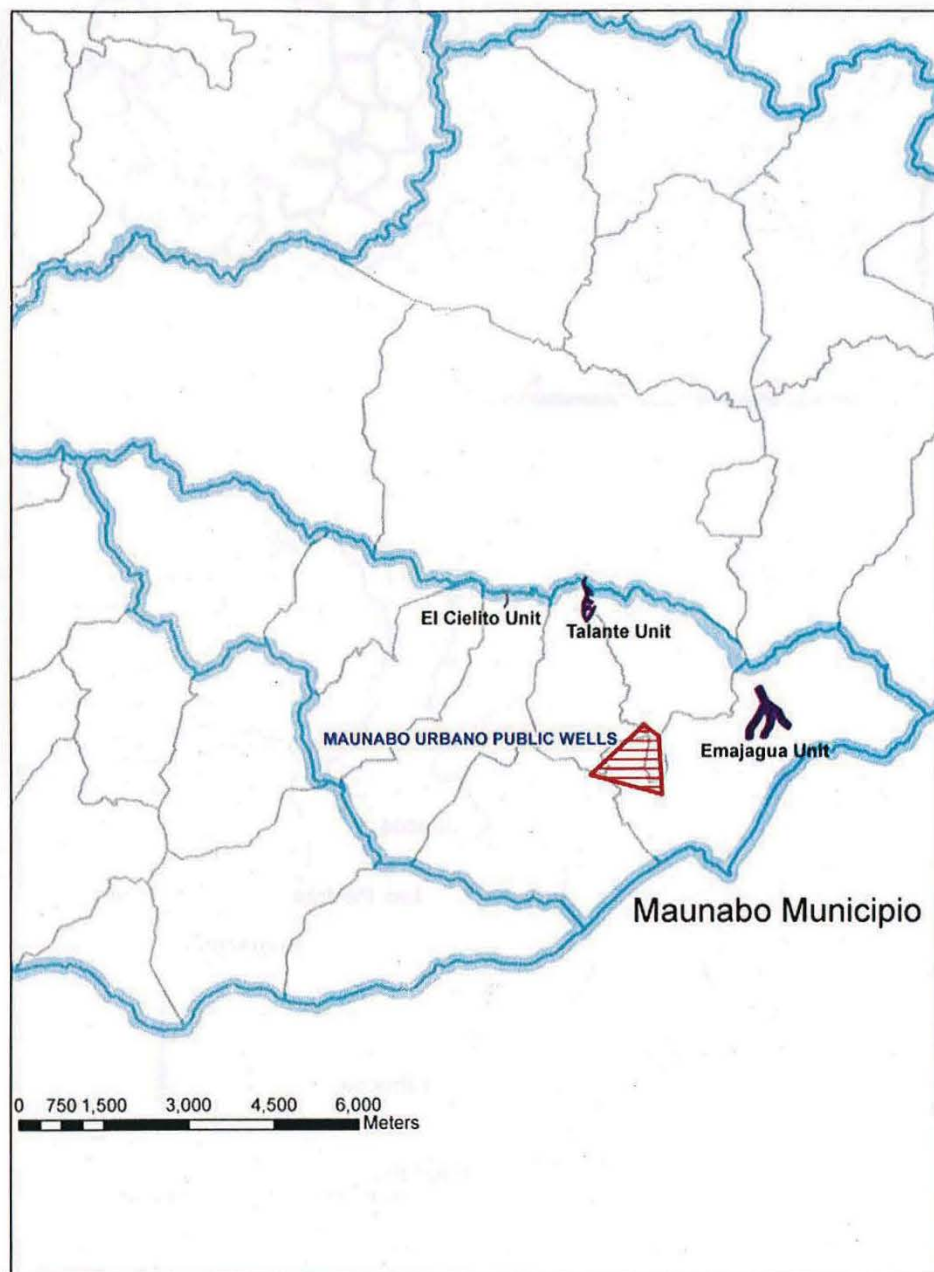 El Cielito Unit
Talante Unit
MAUNABO URBANO PUBLIC WELLS
Emajagua Unit
Maunabo Municipio
0 750 1,500 3,000 4,500 6,000
Meters